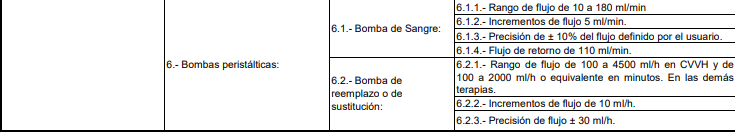 6.- Bombas peristálticas:
6.1.- Bomba de Sangre:
6.1.1.- Rango de flujo de 10 a 180 ml/min
6.1.2.- Incrementos de flujo 5 ml/min.
6.1.3.- Precisión de ± 10% del flujo definido por el usuario.
6.1.4.- Flujo de retorno de 110 ml/min.
6.2.- Bomba de
reemplazo o de
sustitución:
6.2.1.- Rango de flujo de 100 a 4500 ml/h en CVVH y de
100 a 2000 ml/h o equivalente en minutos. En las demás
terapias.
6.2.2.- Incrementos de flujo de 10 ml/h.
6.2.3.- Precisión de flujo ± 30 ml/h.